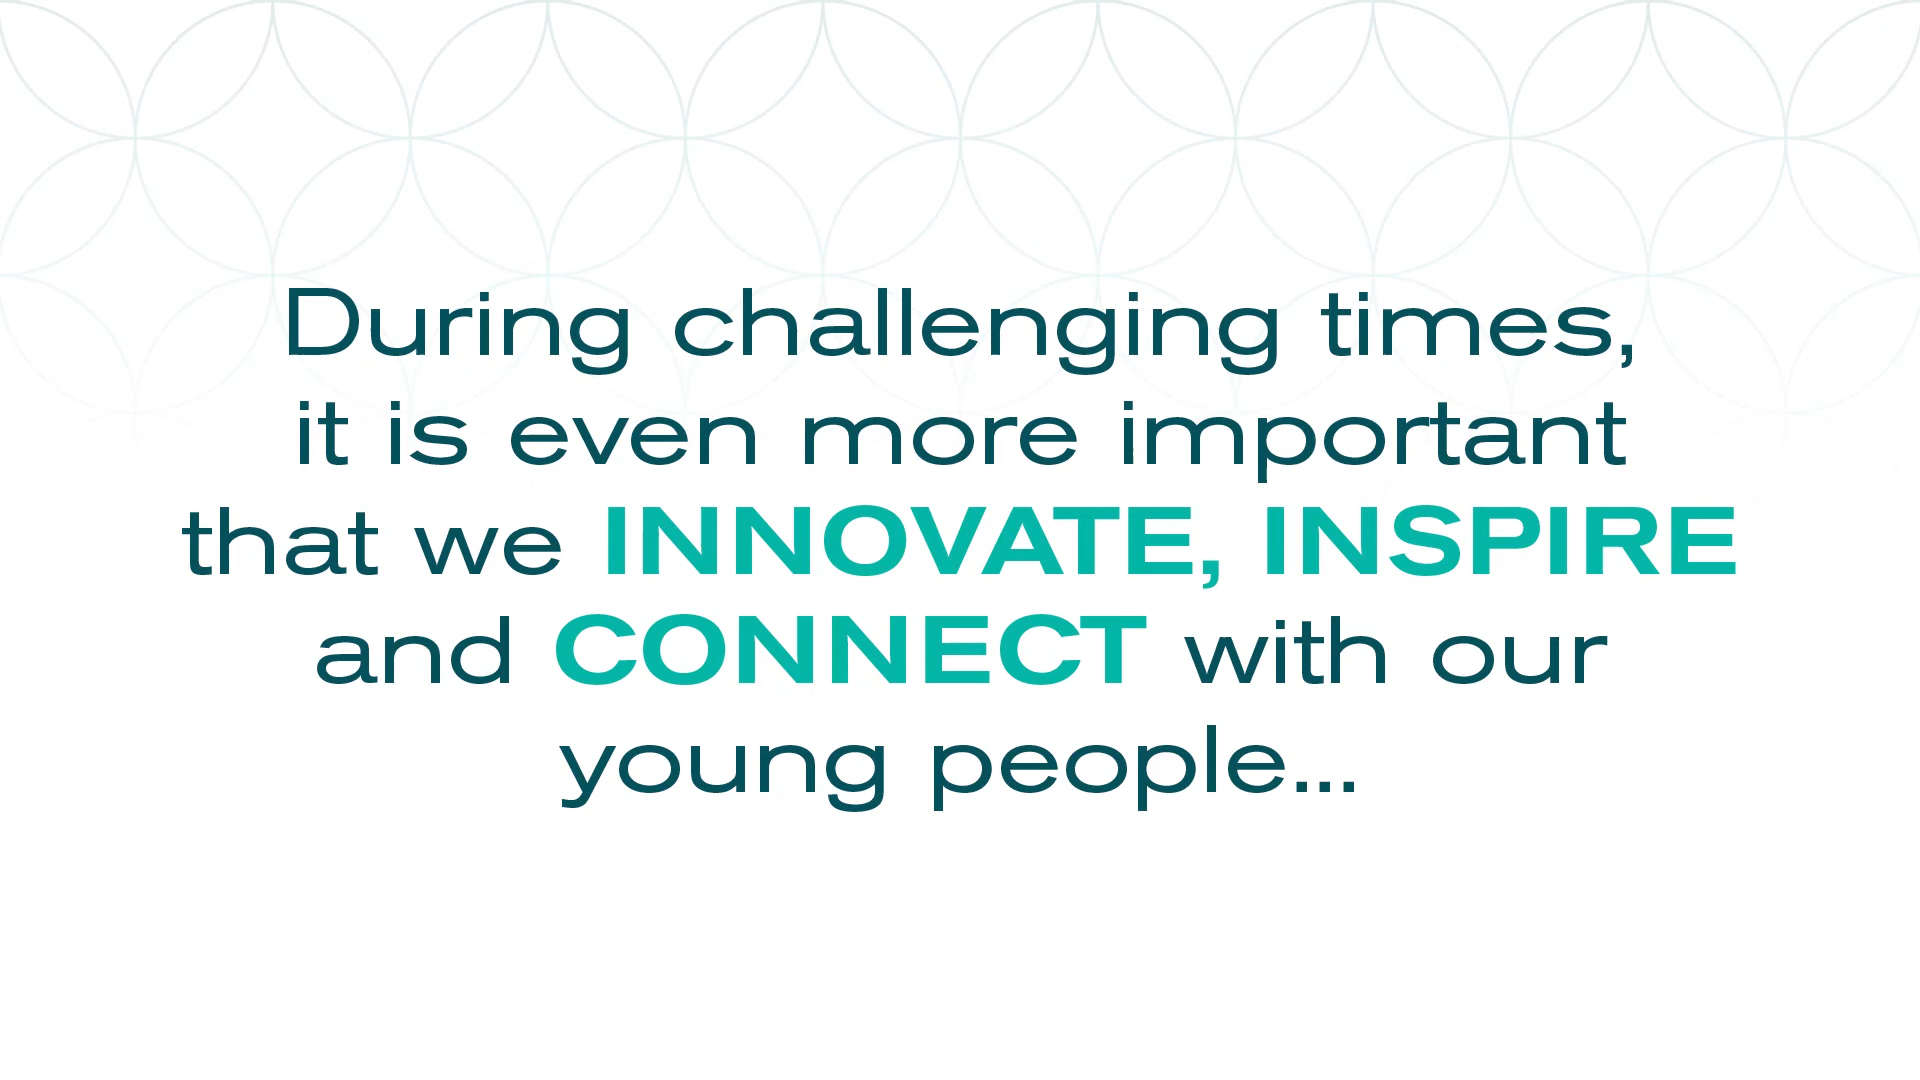 During challenging times,
it is even more important
that we INNOVATE, INSPIRE
and CONNECT with our
young people...